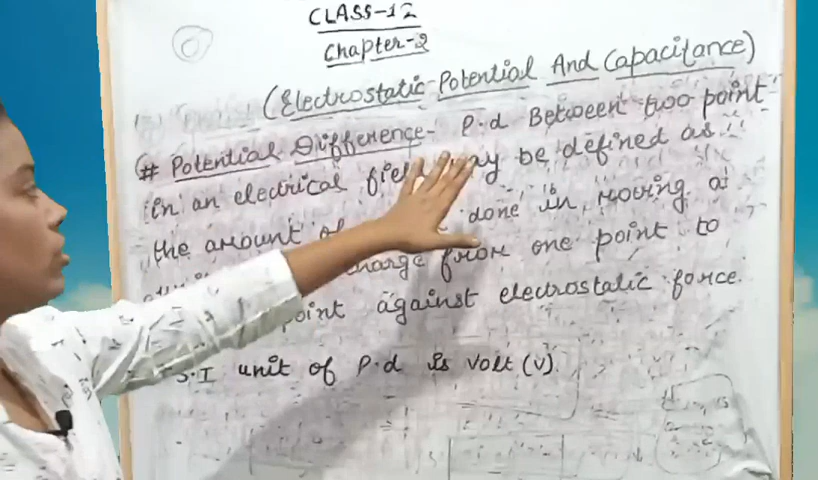 CLASS-12
Chapter-2
(Electrostatic Potential And Capacitance)
# Potential Difference- P.d Between two point
in an electrical may be defined as
the amount done in moving a
charge from one point to
point against electrostatic force.
S.I unit of P.d is volt (V).